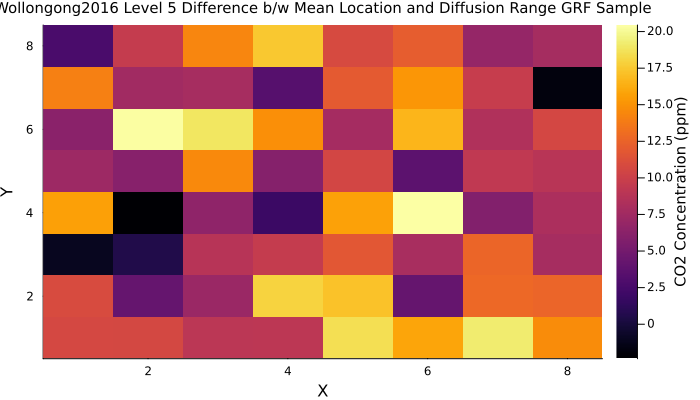 Wollongong2016 Level 5 Difference b/w Mean Location and Diffusion Range GRF Sample
8
6
4
2
Y
2 4 6 8
X
20.0
17.5
15.0
12.5
10.0
7.5
5.0
2.5
0
CO2 Concentration (ppm)